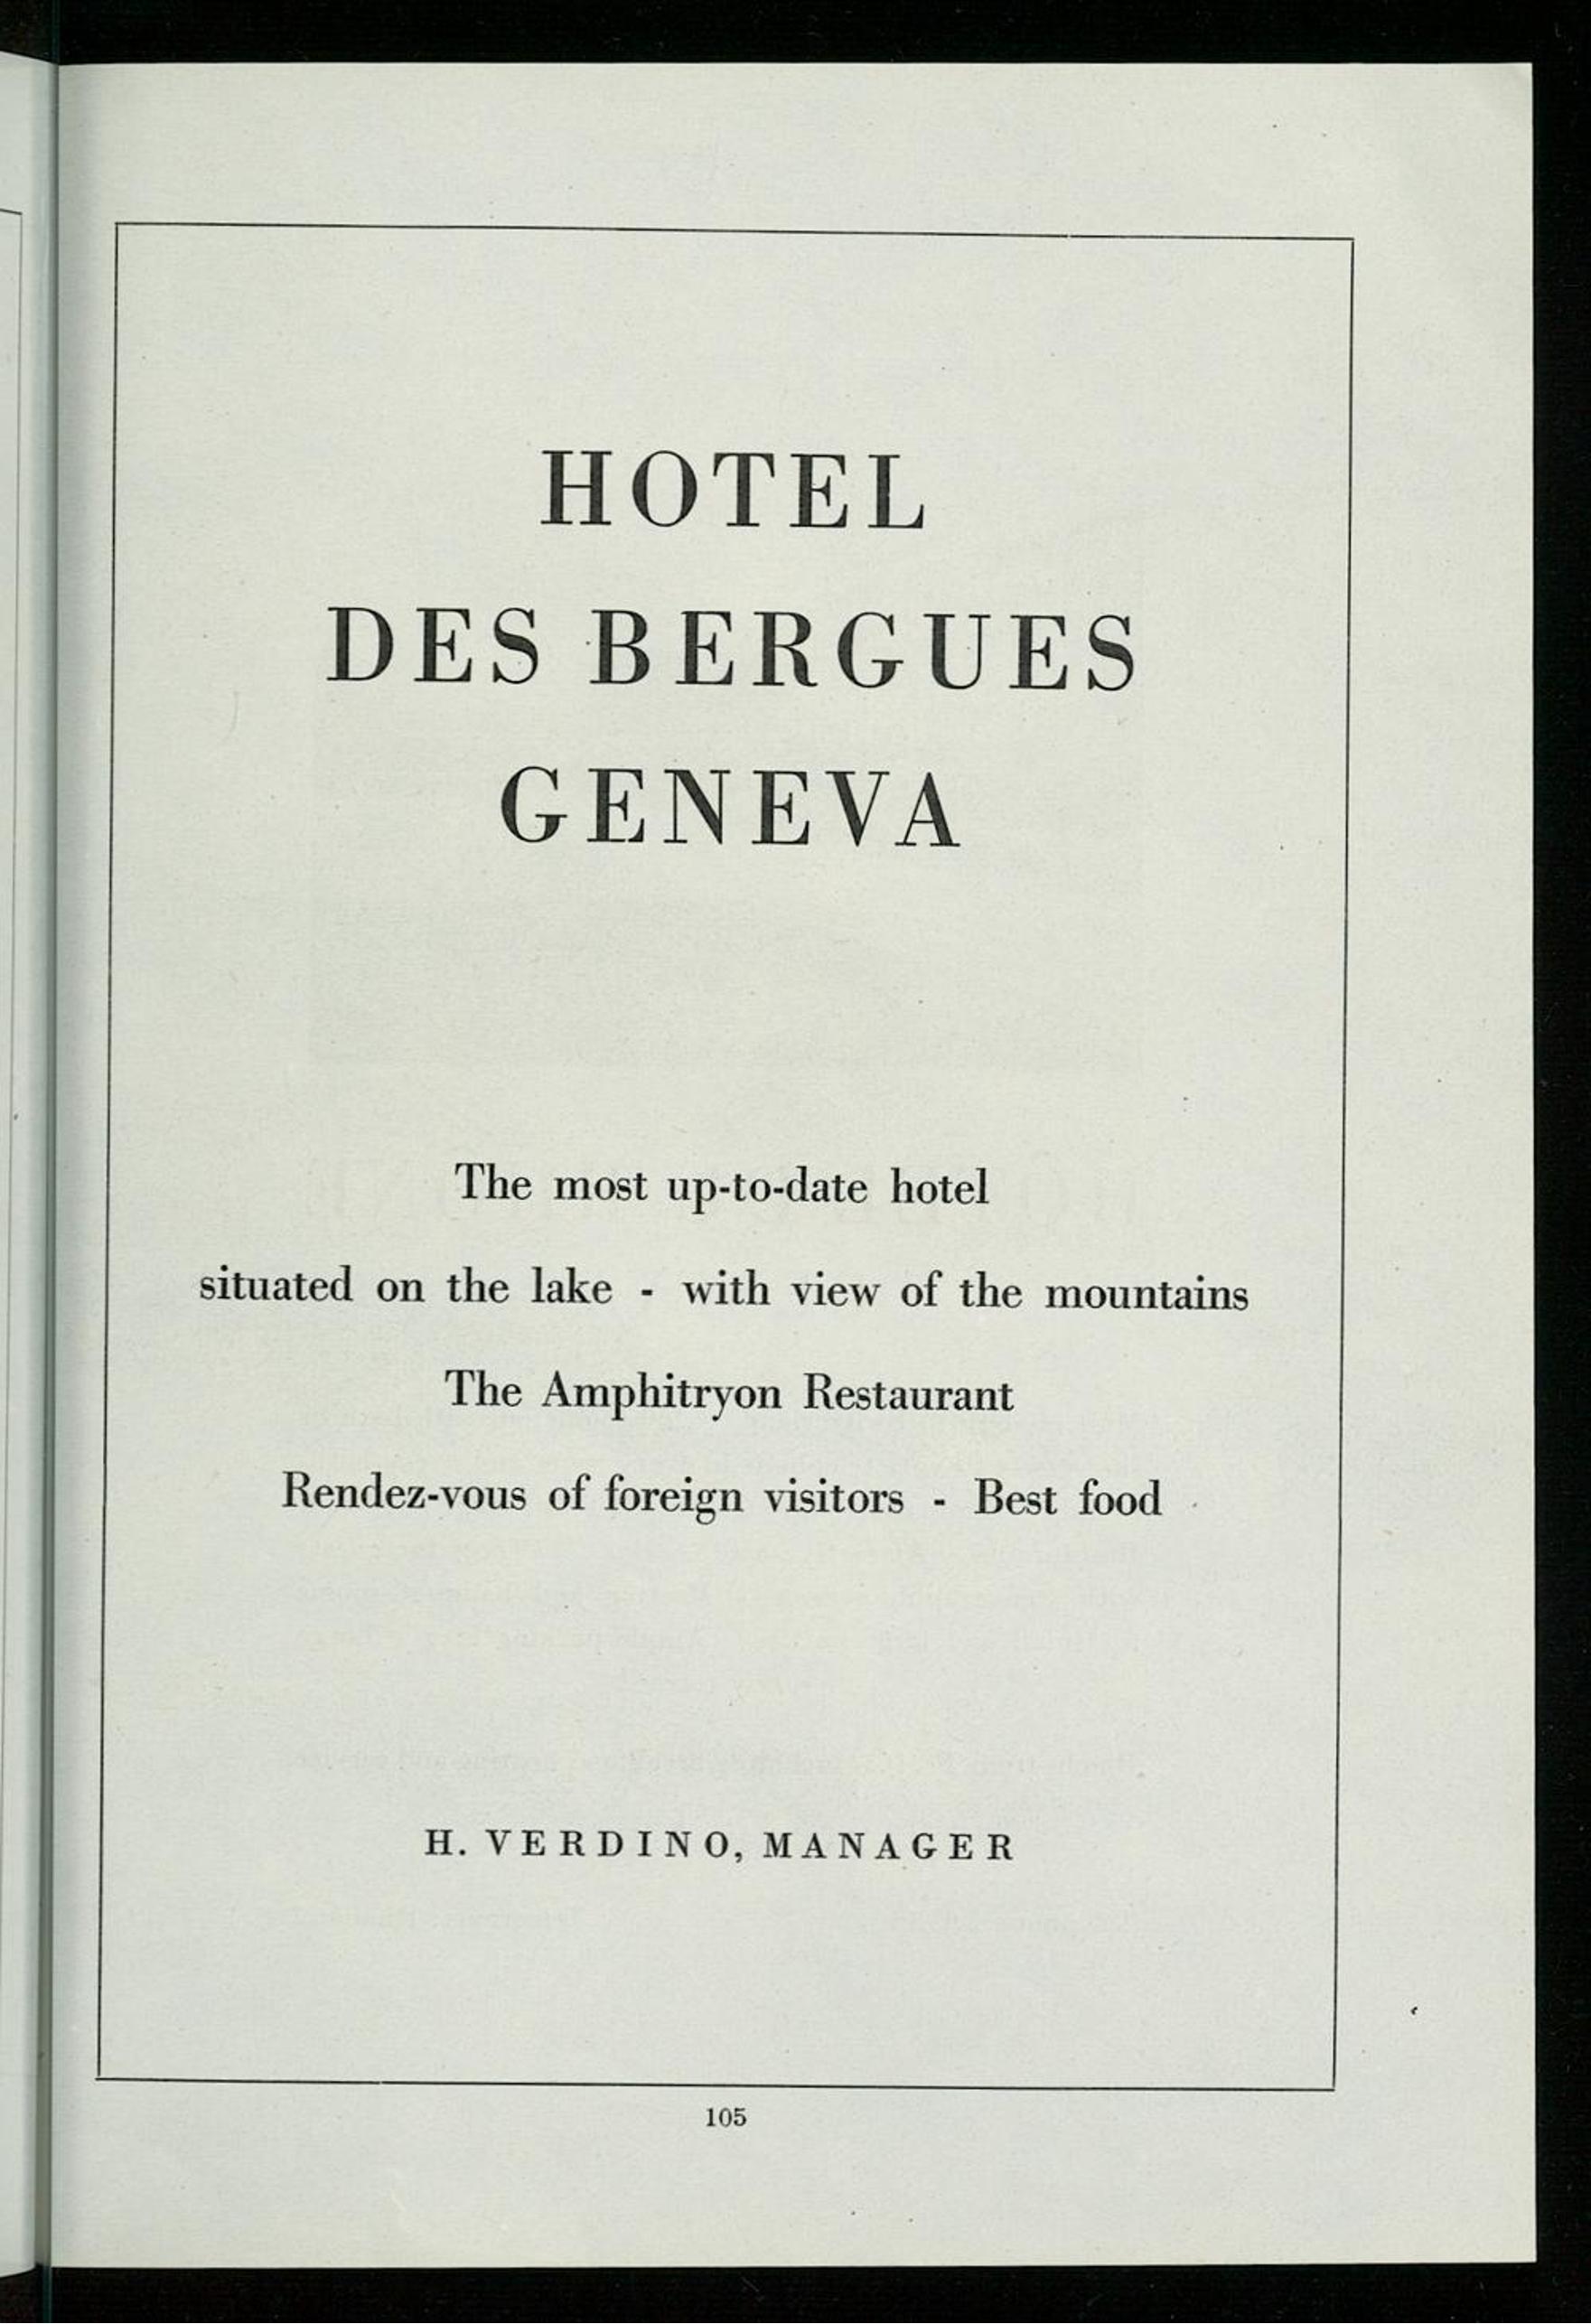 HOTEL
DES BERGUES
GENEVA
The most up-to-date hotel
situated on the lake - with view of the mountains
The Amphitryon Restaurant
Rendez-vous of foreign visitors - Best food
H. VERDINO, MANAGER
105